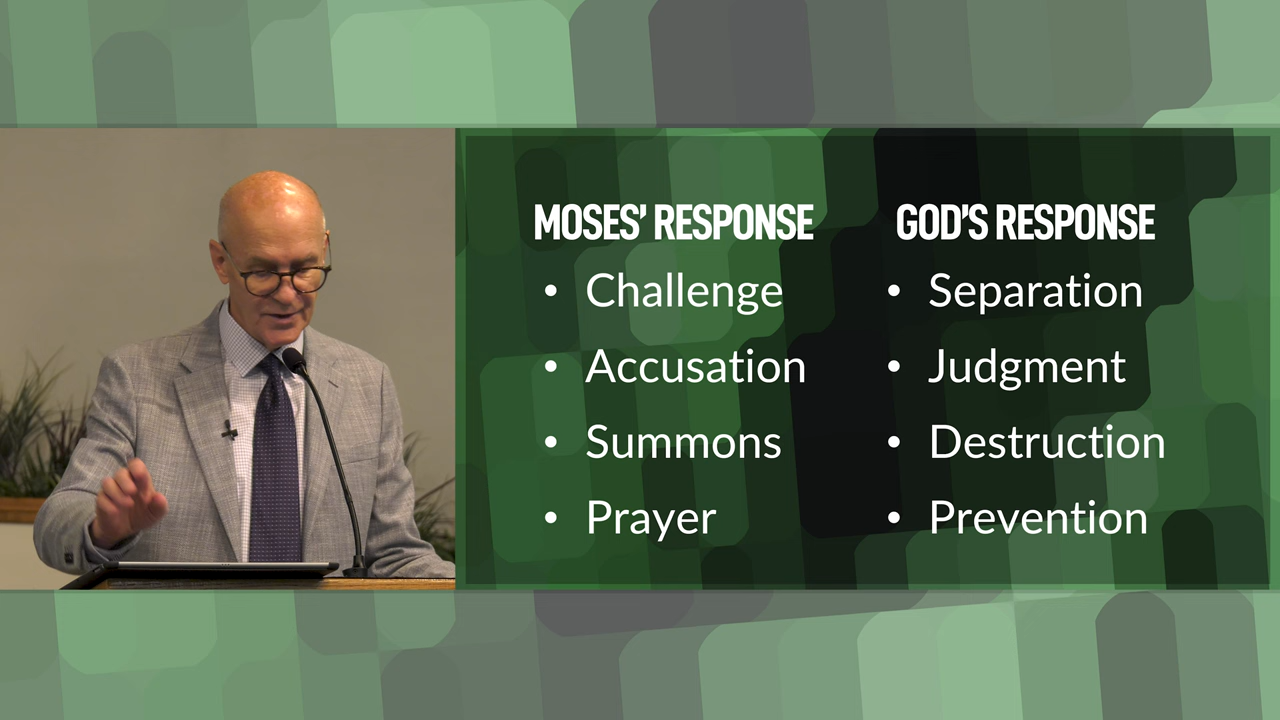 MOSES' RESPONSE
• Challenge
• Accusation
• Summons
• Prayer
GOD'S RESPONSE
• Separation
• Judgment
• Destruction
• Prevention